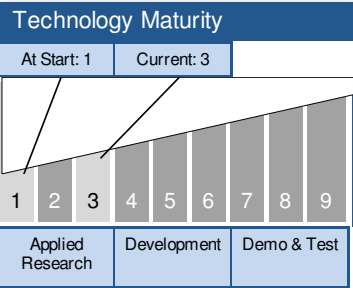 Technology Maturity
At Start: 1 Current: 3
1 2 3 4 5 6 7 8 9
Applied Development Demo & Test
Research